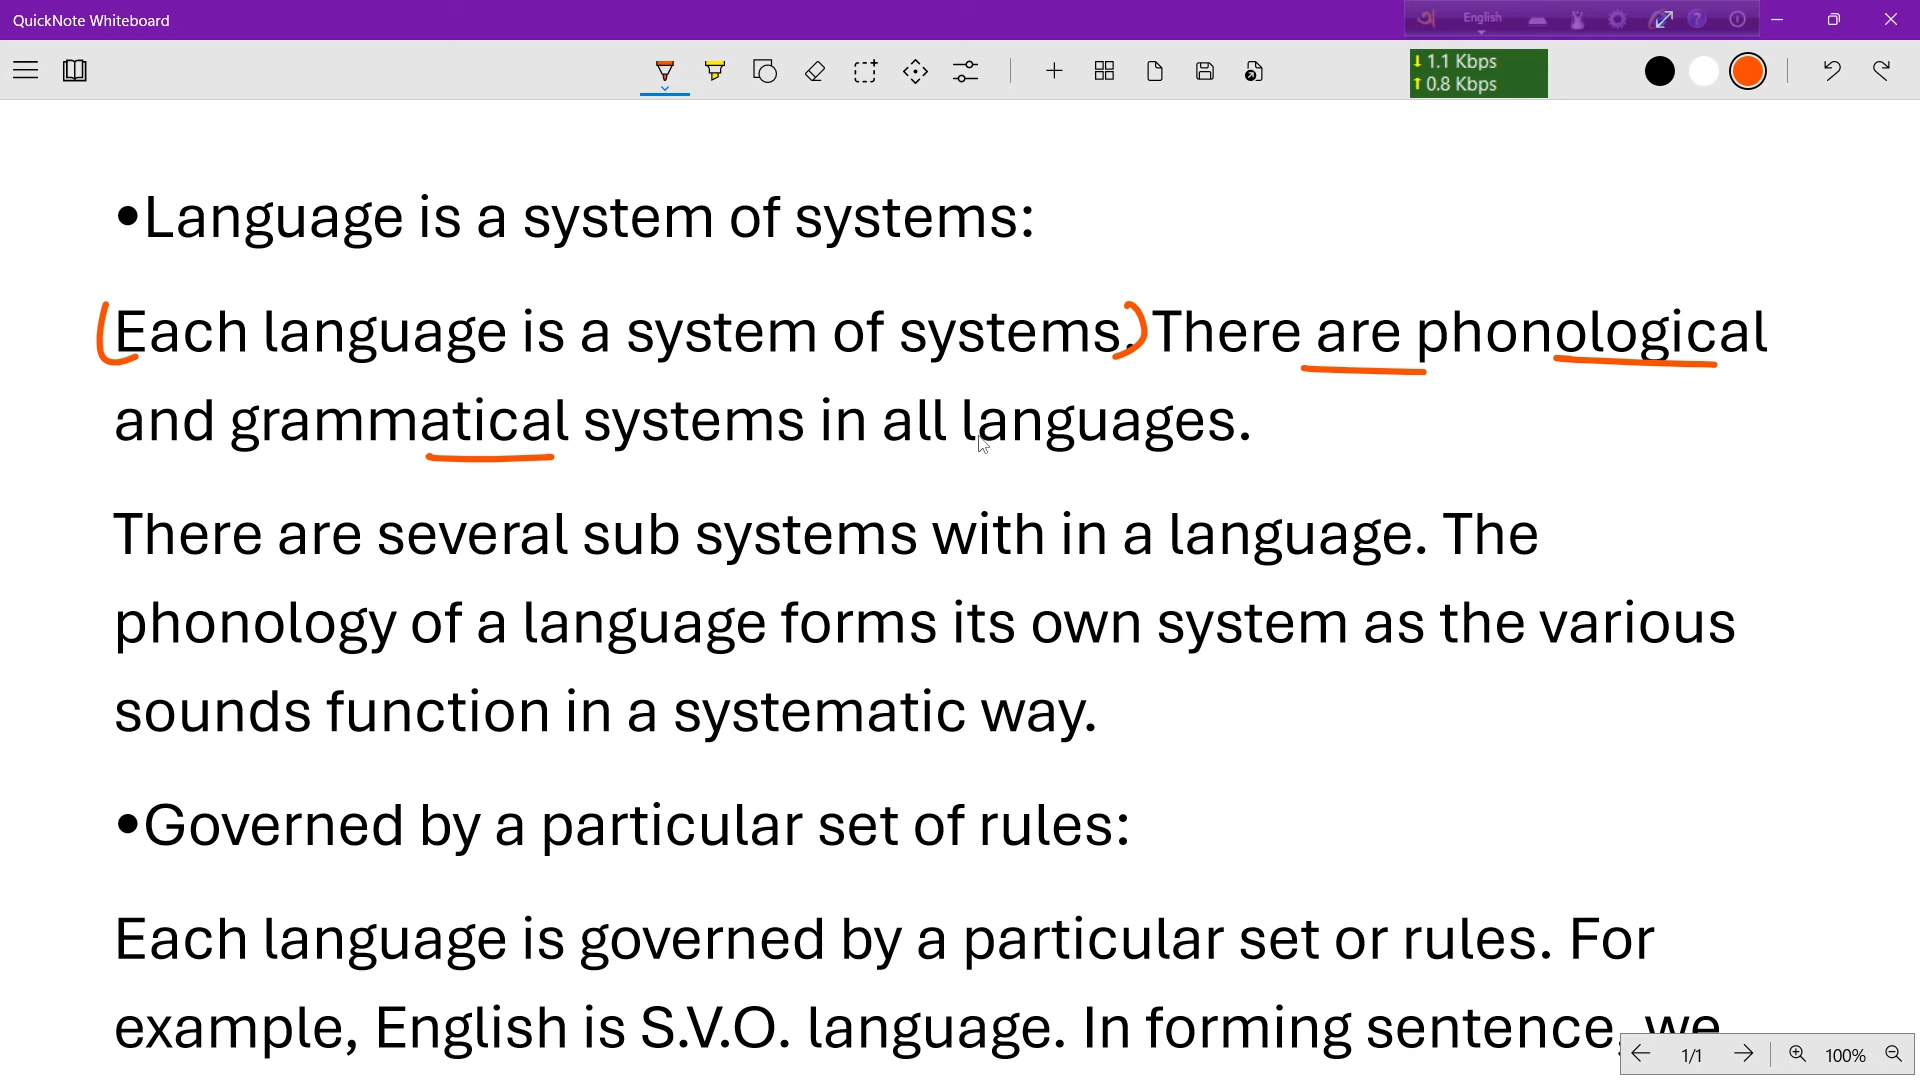 QuickNote Whiteboard
English
1.1 Kbps
0.8 Kbps
•Language is a system of systems:
Each language is a system of systems. There are phonological
and grammatical systems in all languages.
There are several sub systems with in a language. The
phonology of a language forms its own system as the various
sounds function in a systematic way.
•Governed by a particular set of rules:
Each language is governed by a particular set or rules. For
example, English is S.V.O. language. In forming sentence, we
1/1
100%